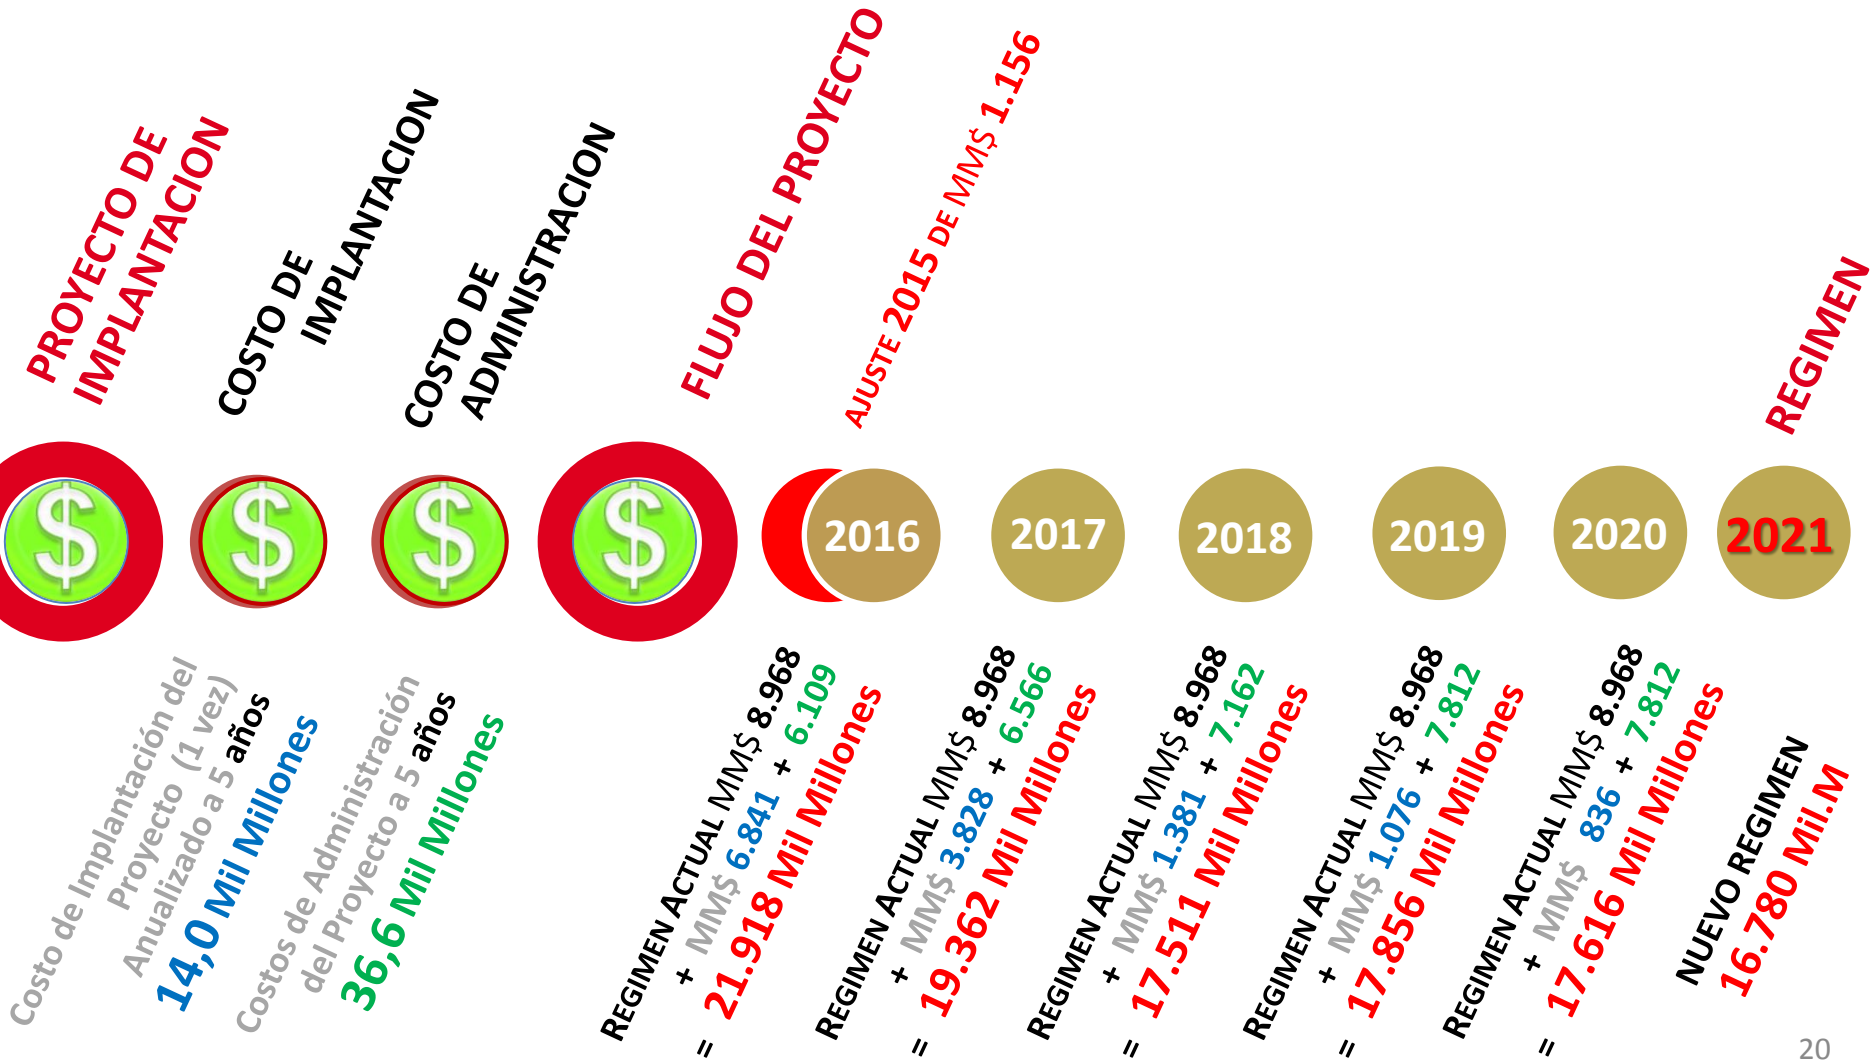 PROYECTO DE
IMPLANTACION
COSTO DE
IMPLANTACION
COSTO DE
ADMINISTRACION
FLUJO DEL PROYECTO
AJUSTE 2015 DE MM$ 1.156
REGIMEN
$
$
$
$
2016
2017
2018
2019
2020
2021
Costo de Implantación del
Proyecto (1 vez)
Anualizado a 5 años
14,0 Mil Millones
Costos de Administración
del Proyecto a 5 años
36,6 Mil Millones
REGIMEN ACTUAL MM$ 8.968
+ MM$ 6.841 + 6.109
= 21.918 Mil Millones
REGIMEN ACTUAL MM$ 8.968
+ MM$ 3.828 + 6.566
= 19.362 Mil Millones
REGIMEN ACTUAL MM$ 8.968
+ MM$ 1.381 + 7.162
= 17.511 Mil Millones
REGIMEN ACTUAL MM$ 8.968
+ MM$ 1.076 + 7.812
= 17.856 Mil Millones
REGIMEN ACTUAL MM$ 8.968
+ MM$ 836 + 7.812
= 17.616 Mil Millones
NUEVO REGIMEN
16.780 Mil.M
20